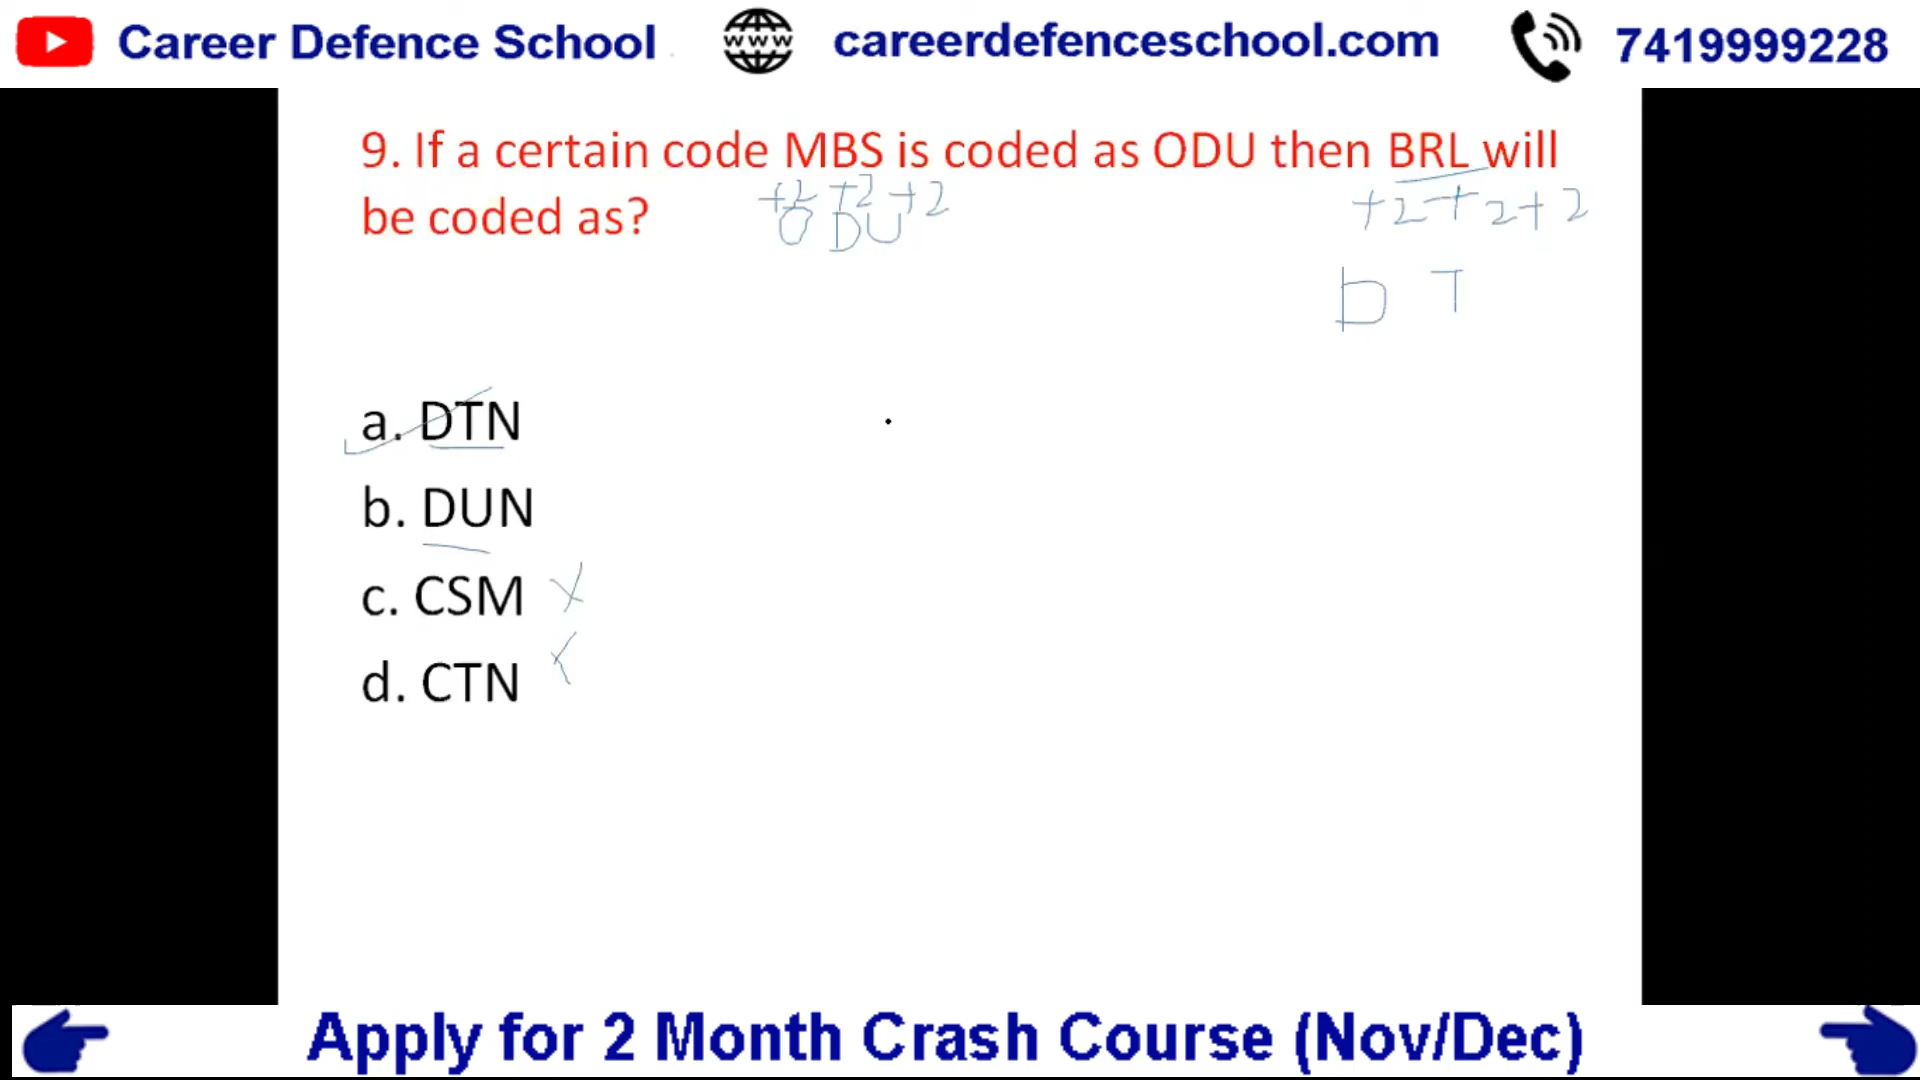 Career Defence School
www
careerdefenceschool.com
7419999228
9. If a certain code MBS is coded as ODU then BRL will
be coded as?
+2 +2 +2
O D U
+2 + 2 + 2
D T
a. DTN
b. DUN
c. CSM X
d. CTN
Apply for 2 Month Crash Course (Nov/Dec)